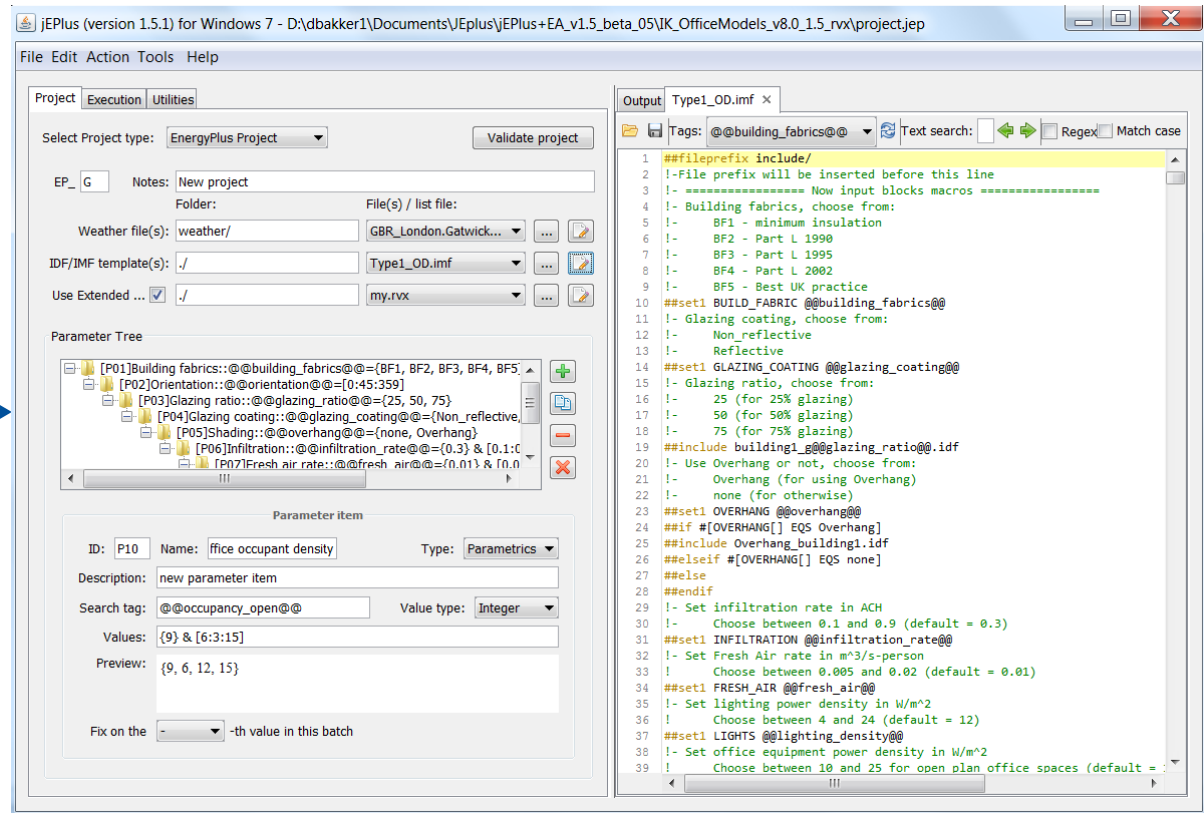 jEPlus (version 1.5.1) for Windows 7 - D:\dbakker1\Documents\JEplus\jEPlus+EA_v1.5_beta_05\IK_OfficeModels_v8.0_1.5_rvx\project.jep
File Edit Action Tools Help
Project Execution Utilities
Select Project type: EnergyPlus Project Validate project
EP_ G Notes: New project
Folder: File(s) / list file:
Weather file(s): weather/ GBR_London.Gatwick... ...
IDF/IMF template(s): ./ Type1_OD.imf ...
Use Extended ... ./ my.rvx ...
Parameter Tree
[P01]Building fabrics::@@building_fabrics@@={BF1, BF2, BF3, BF4, BF5]
[P02]Orientation::@@orientation@@=[0:45:359]
[P03]Glazing ratio::@@glazing_ratio@@={25, 50, 75}
[P04]Glazing coating::@@glazing_coating@@={Non_reflective,
[P05]Shading::@@overhang@@={none, Overhang}
[P06]Infiltration::@@infiltration_rate@@={0.3} & [0.1:0
[P07]Fresh air rate::@@fresh_air@@={0.01} & [0.0
Parameter item
ID: P10 Name: ffice occupant density Type: Parametrics
Description: new parameter item
Search tag: @@occupancy_open@@ Value type: Integer
Values: {9} & [6:3:15]
Preview: {9, 6, 12, 15}
Fix on the - -th value in this batch
Output Type1_OD.imf ×
Tags: @@building_fabrics@@ Text search: Regex Match case
1 ##fileprefix include/
2 !-File prefix will be inserted before this line
3 !- ================= Now input blocks macros =================
4 !- Building fabrics, choose from:
5 !- BF1 - minimum insulation
6 !- BF2 - Part L 1990
7 !- BF3 - Part L 1995
8 !- BF4 - Part L 2002
9 !- BF5 - Best UK practice
10 ##set1 BUILD_FABRIC @@building_fabrics@@
11 !- Glazing coating, choose from:
12 !- Non_reflective
13 !- Reflective
14 ##set1 GLAZING_COATING @@glazing_coating@@
15 !- Glazing ratio, choose from:
16 !- 25 (for 25% glazing)
17 !- 50 (for 50% glazing)
18 !- 75 (for 75% glazing)
19 ##include building1_g@@glazing_ratio@@.idf
20 !- Use Overhang or not, choose from:
21 !- Overhang (for using Overhang)
22 !- none (for otherwise)
23 ##set1 OVERHANG @@overhang@@
24 ##if #[OVERHANG[] EQS Overhang]
25 ##include Overhang_building1.idf
26 ##elseif #[OVERHANG[] EQS none]
27 ##else
28 ##endif
29 !- Set infiltration rate in ACH
30 !- Choose between 0.1 and 0.9 (default = 0.3)
31 ##set1 INFILTRATION @@infiltration_rate@@
32 !- Set Fresh Air rate in m^3/s-person
33 ! Choose between 0.005 and 0.02 (default = 0.01)
34 ##set1 FRESH_AIR @@fresh_air@@
35 !- Set lighting power density in W/m^2
36 ! Choose between 4 and 24 (default = 12)
37 ##set1 LIGHTS @@lighting_density@@
38 !- Set office equipment power density in W/m^2
39 ! Choose between 10 and 25 for open plan office spaces (default =